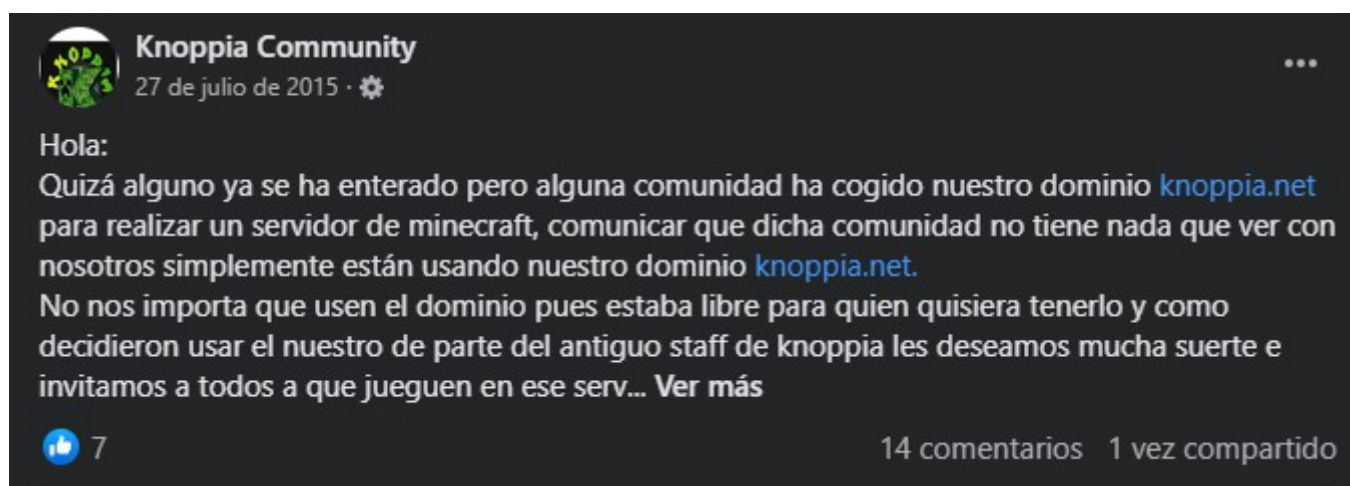 KNOPPIA
Knoppia Community
27 de julio de 2015 ·
Hola:
Quizá alguno ya se ha enterado pero alguna comunidad ha cogido nuestro dominio knoppia.net
para realizar un servidor de minecraft, comunicar que dicha comunidad no tiene nada que ver con
nosotros simplemente están usando nuestro dominio knoppia.net.
No nos importa que usen el dominio pues estaba libre para quien quisiera tenerlo y como
decidieron usar el nuestro de parte del antiguo staff de knoppia les deseamos mucha suerte e
invitamos a todos a que jueguen en ese serv... Ver más
7
14 comentarios 1 vez compartido